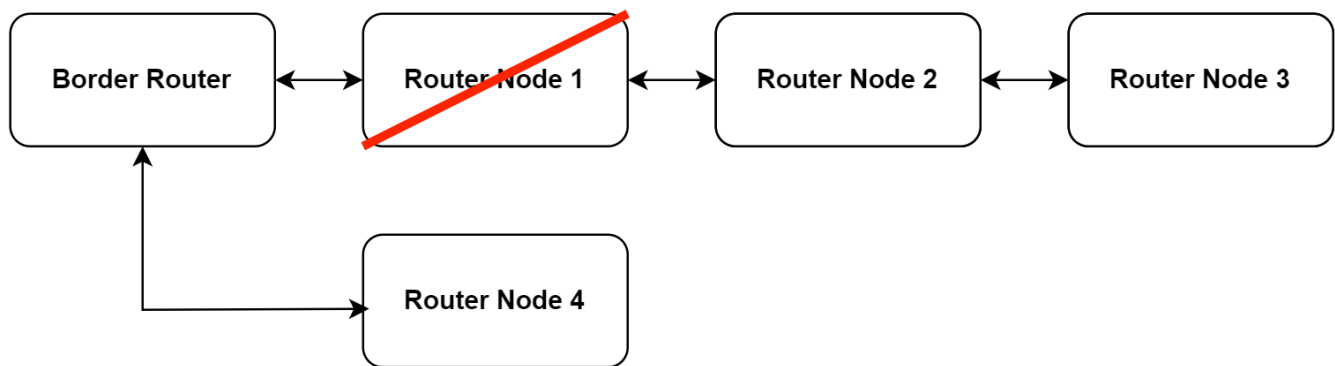 Border Router
Router Node 1
Router Node 2
Router Node 3
Router Node 4